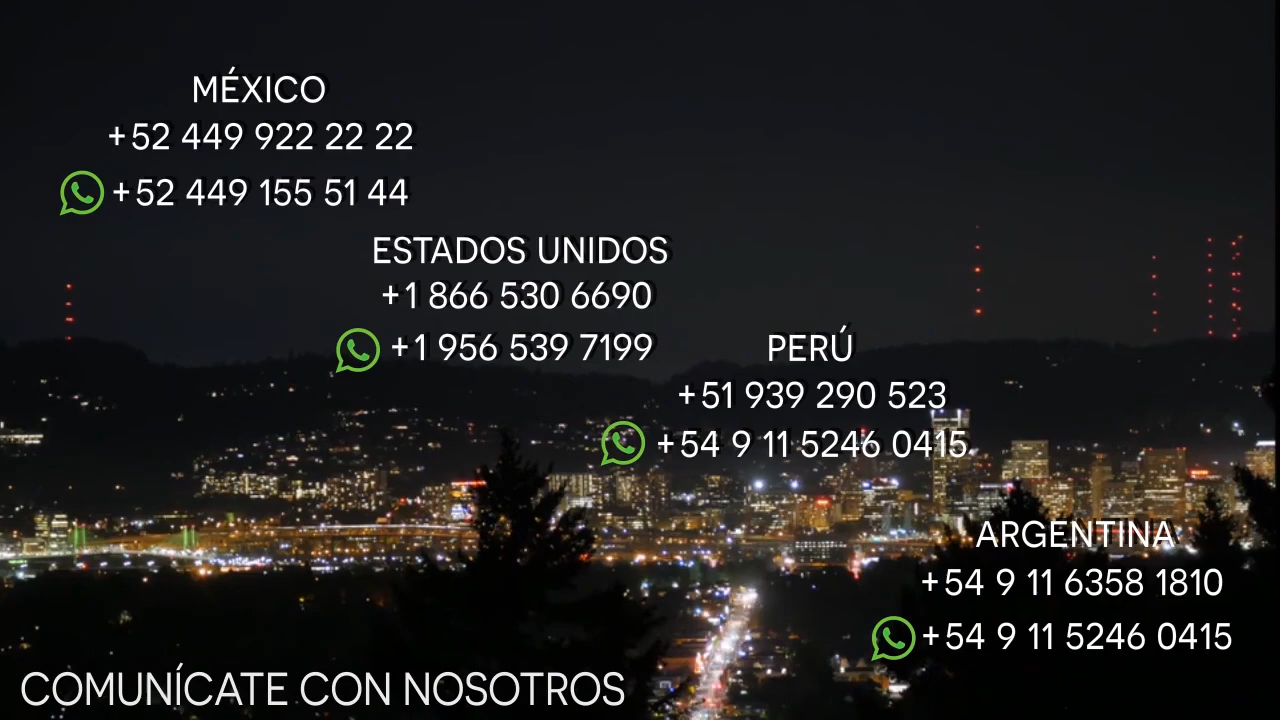 MÉXICO
+52 449 922 22 22
+52 449 155 51 44
ESTADOS UNIDOS
+1 866 530 6690
+1 956 539 7199
PERÚ
+51 939 290 523
+54 9 11 5246 0415
ARGENTINA
+54 9 11 6358 1810
+54 9 11 5246 0415
COMUNÍCATE CON NOSOTROS